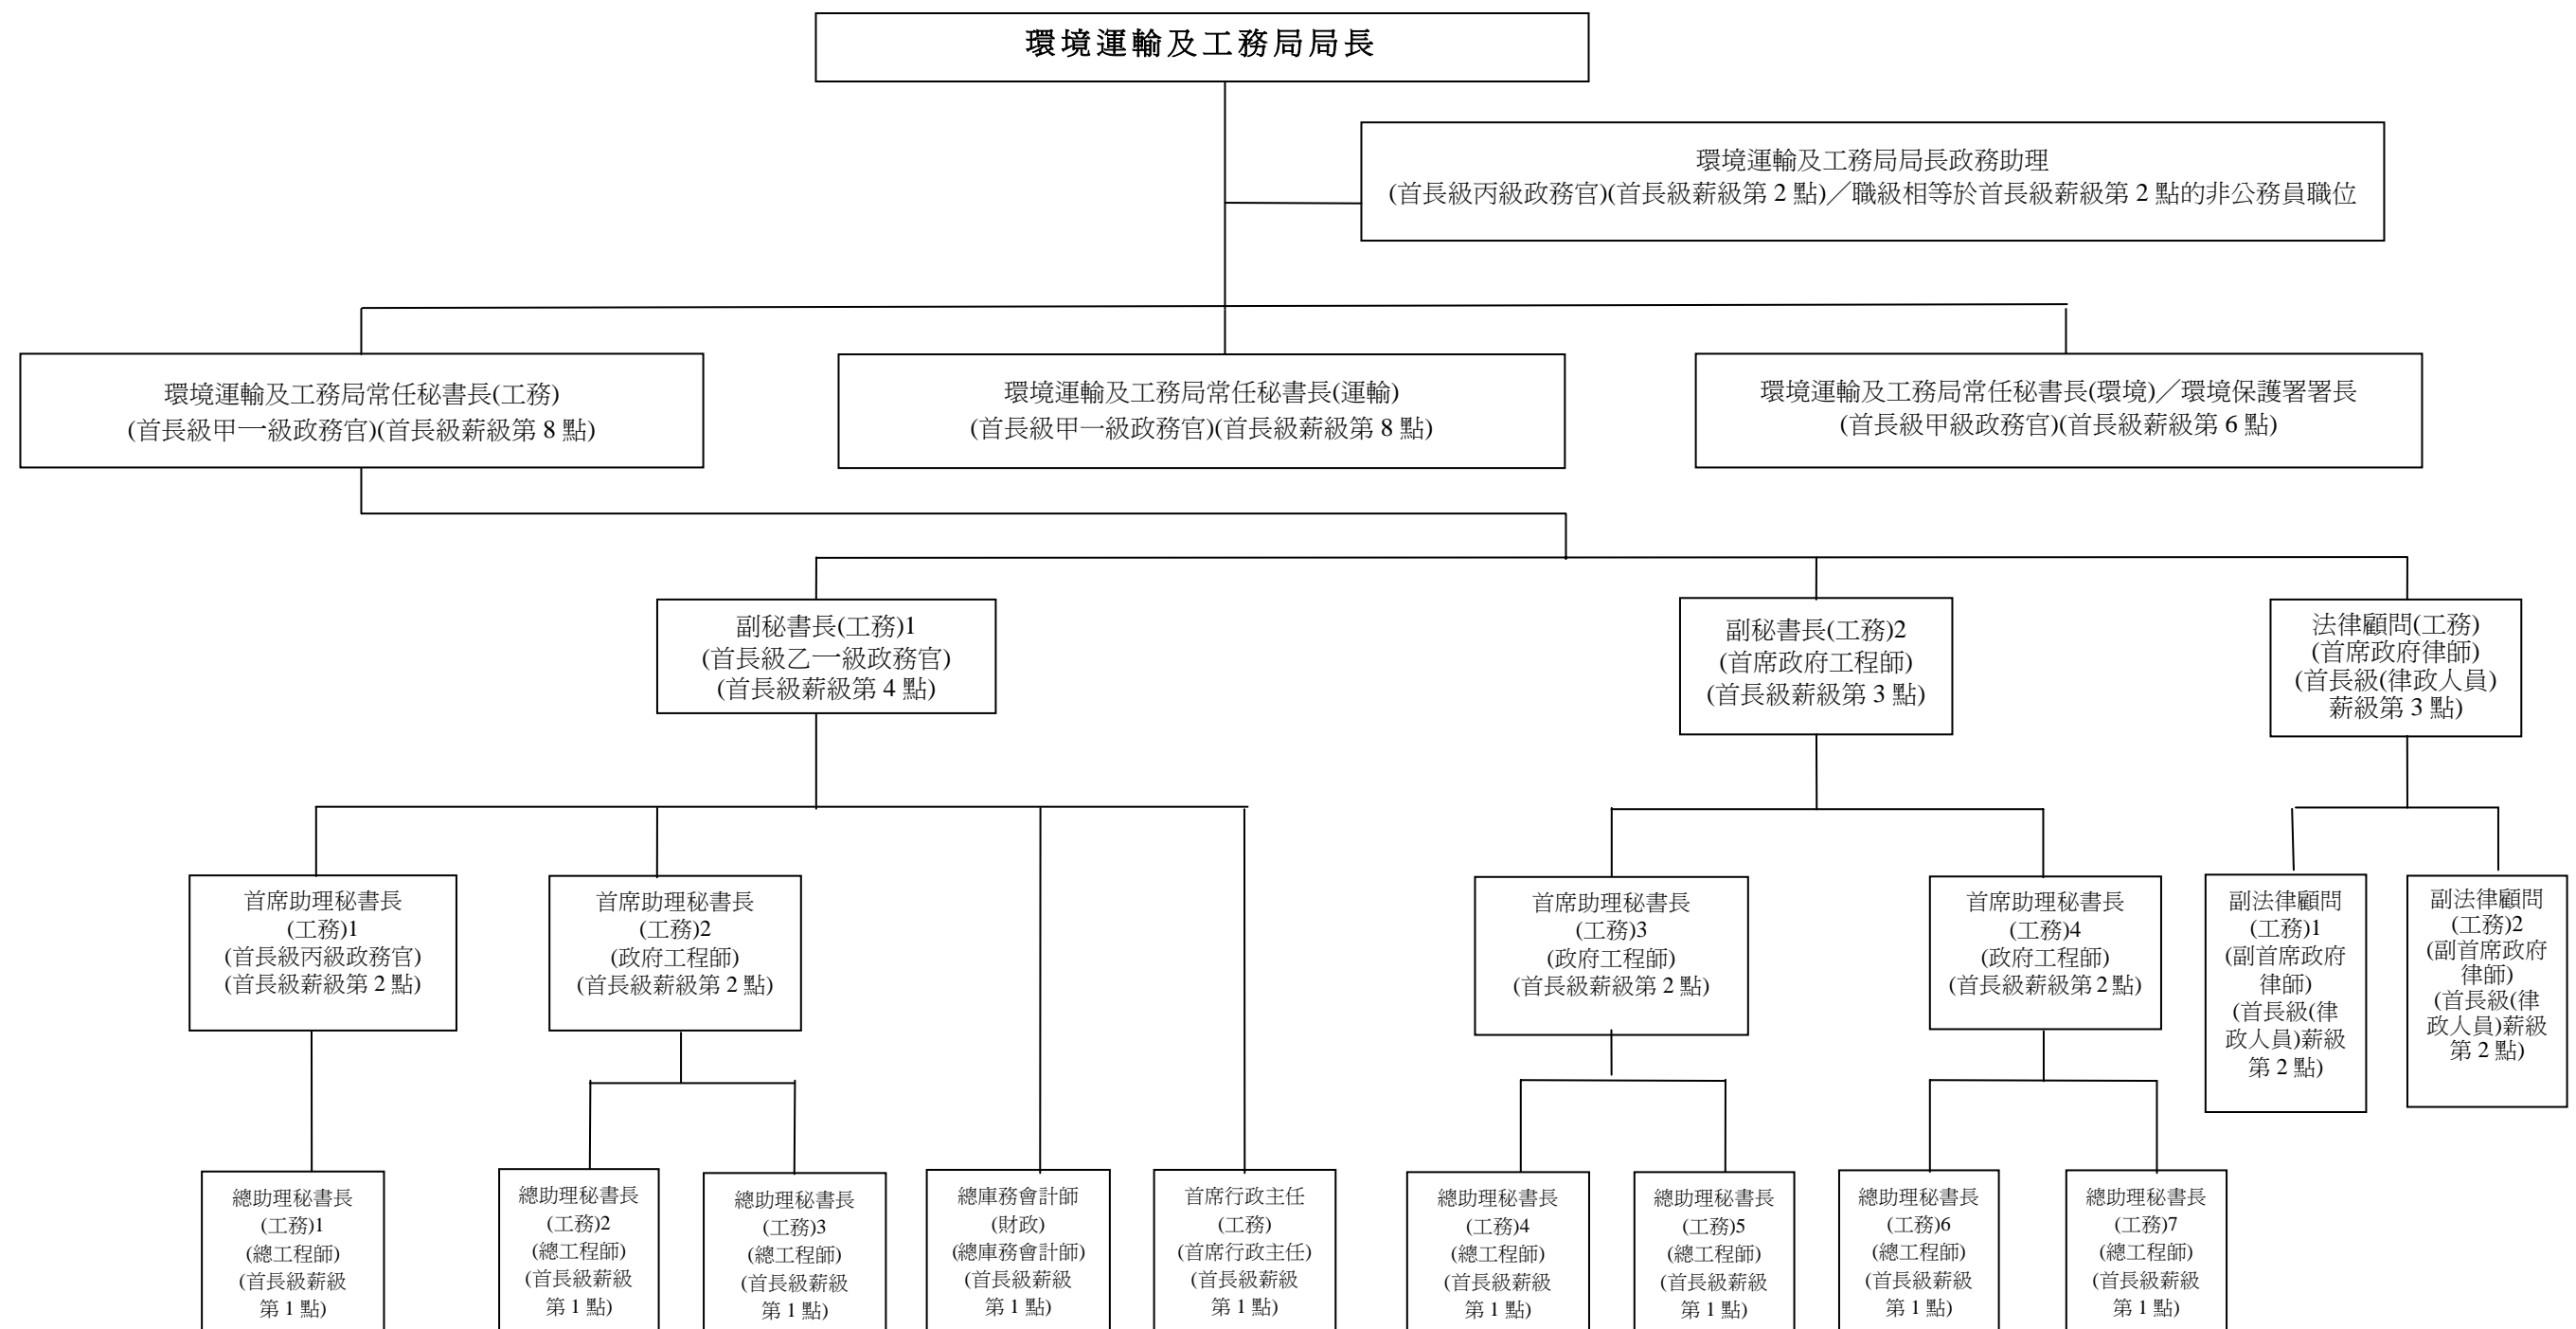 環境運輸及工務局局長
環境運輸及工務局局長政務助理
(首長級丙級政務官)(首長級薪級第 2 點)／職級相等於首長級薪級第 2 點的非公務員職位
環境運輸及工務局常任秘書長(工務)
(首長級甲一級政務官)(首長級薪級第 8 點)
環境運輸及工務局常任秘書長(運輸)
(首長級甲一級政務官)(首長級薪級第 8 點)
環境運輸及工務局常任秘書長(環境)／環境保護署署長
(首長級甲級政務官)(首長級薪級第 6 點)
副秘書長(工務)1
(首長級乙一級政務官)
(首長級薪級第 4 點)
副秘書長(工務)2
(首席政府工程師)
(首長級薪級第 3 點)
法律顧問(工務)
(首席政府律師)
(首長級(律政人員)
薪級第 3 點)
首席助理秘書長
(工務)1
(首長級丙級政務官)
(首長級薪級第 2 點)
首席助理秘書長
(工務)2
(政府工程師)
(首長級薪級第 2 點)
首席助理秘書長
(工務)3
(政府工程師)
(首長級薪級第 2 點)
首席助理秘書長
(工務)4
(政府工程師)
(首長級薪級第 2 點)
副法律顧問
(工務)1
(副首席政府
律師)
(首長級(律
政人員)薪級
第 2 點)
副法律顧問
(工務)2
(副首席政府
律師)
(首長級(律
政人員)薪級
第 2 點)
總助理秘書長
(工務)1
(總工程師)
(首長級薪級
第 1 點)
總助理秘書長
(工務)2
(總工程師)
(首長級薪級
第 1 點)
總助理秘書長
(工務)3
(總工程師)
(首長級薪級
第 1 點)
總庫務會計師
(財政)
(總庫務會計師)
(首長級薪級
第 1 點)
首席行政主任
(工務)
(首席行政主任)
(首長級薪級
第 1 點)
總助理秘書長
(工務)4
(總工程師)
(首長級薪級
第 1 點)
總助理秘書長
(工務)5
(總工程師)
(首長級薪級
第 1 點)
總助理秘書長
(工務)6
(總工程師)
(首長級薪級
第 1 點)
總助理秘書長
(工務)7
(總工程師)
(首長級薪級
第 1 點)